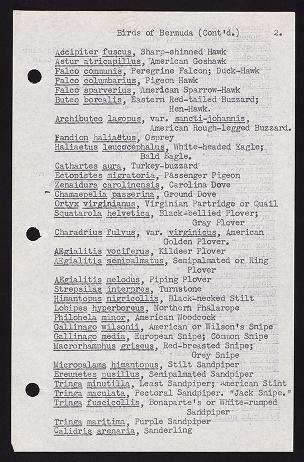 Birds of Bermuda (Cont'd.) 2.
Accipiter fuscus, Sharp-shinned Hawk
Astur atricapillus, American Goshawk
Falco communis, Peregrine Falcon; Duck-Hawk
Falco columbarius, Pigeon Hawk
Falco sparverius, American Sparrow-Hawk
Buteo borealis, Eastern Red-tailed Buzzard;
Hen-Hawk.
Archibuteo lagopus, var. sancti-johannis,
American Rough-legged Buzzard.
Pandion haliaëtus, Osprey
Haliaetus leucocephalus, White-headed Eagle;
Bald Eagle.
Cathartes aura, Turkey-buzzard
Ectopistes migratoria, Passenger Pigeon
Zenaidura carolinensis, Carolina Dove
Chamaepelia passerina, Ground Dove
Ortyx virginianus, Virginian Partridge or Quail
Squatarola helvetica, Black-bellied Plover;
Gray Plover
Charadrius fulvus, var. virginicus, American
Golden Plover.
AEgialitis vociferus, Kildeer Plover
AEgialitis semipalmatus, Semipalmated or Ring
Plover
AEgialitis melodus, Piping Plover
Strepsilas interpres, Turnstone
Himantopus nigricollis, Black-necked Stilt
Lobipes hyperboreus, Northern Phalarope
Philohela minor, American Woodcock
Gallinago wilsonii, American or Wilson's Snipe
Gallinago media, European Snipe; Common Snipe
Macrorhamphus griseus, Red-breasted Snipe;
Grey Snipe
Micropalama himantopus, Stilt Sandpiper
Ereunetes pusillus, Semipalmated Sandpiper
Tringa minutilla, Least Sandpiper; American Stint
Tringa maculata, Pectoral Sandpiper. "Jack Snipe."
Tringa fuscicollis, Bonaparte's or White-rumped
Sandpiper
Tringa maritima, Purple Sandpiper
Calidris arenaria, Sanderling